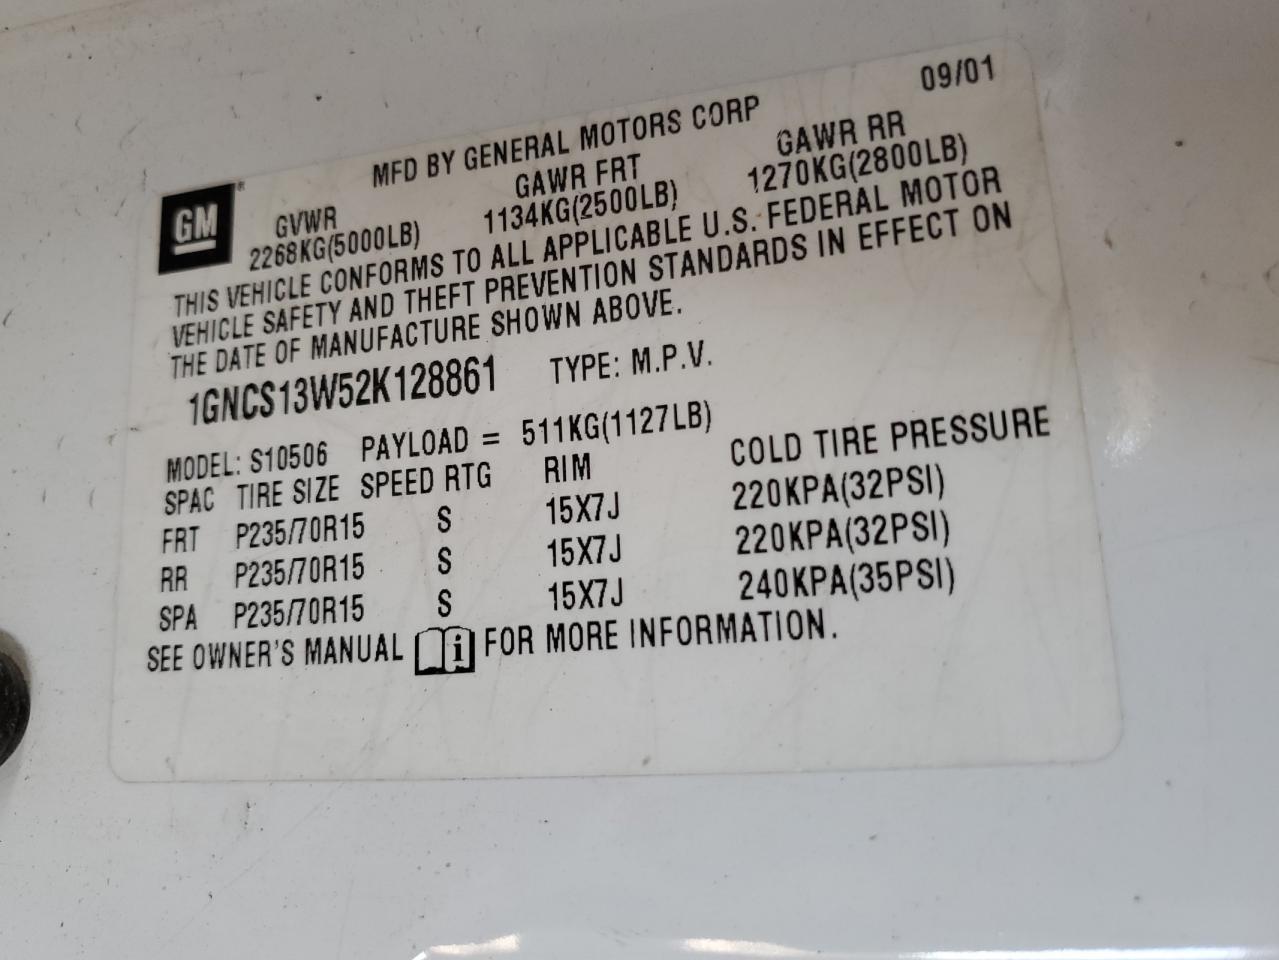 09/01
MFD BY GENERAL MOTORS CORP
GM®
GVWR GAWR FRT GAWR RR
2268KG(5000LB) 1134KG(2500LB) 1270KG(2800LB)
THIS VEHICLE CONFORMS TO ALL APPLICABLE U.S. FEDERAL MOTOR
VEHICLE SAFETY AND THEFT PREVENTION STANDARDS IN EFFECT ON
THE DATE OF MANUFACTURE SHOWN ABOVE.
1GNCS13W52K128861 TYPE: M.P.V.
MODEL: S10506 PAYLOAD = 511KG(1127LB)
SPAC TIRE SIZE SPEED RTG RIM COLD TIRE PRESSURE
FRT P235/70R15 S 15X7J 220KPA(32PSI)
RR P235/70R15 S 15X7J 220KPA(32PSI)
SPA P235/70R15 S 15X7J 240KPA(35PSI)
SEE OWNER'S MANUAL i FOR MORE INFORMATION.